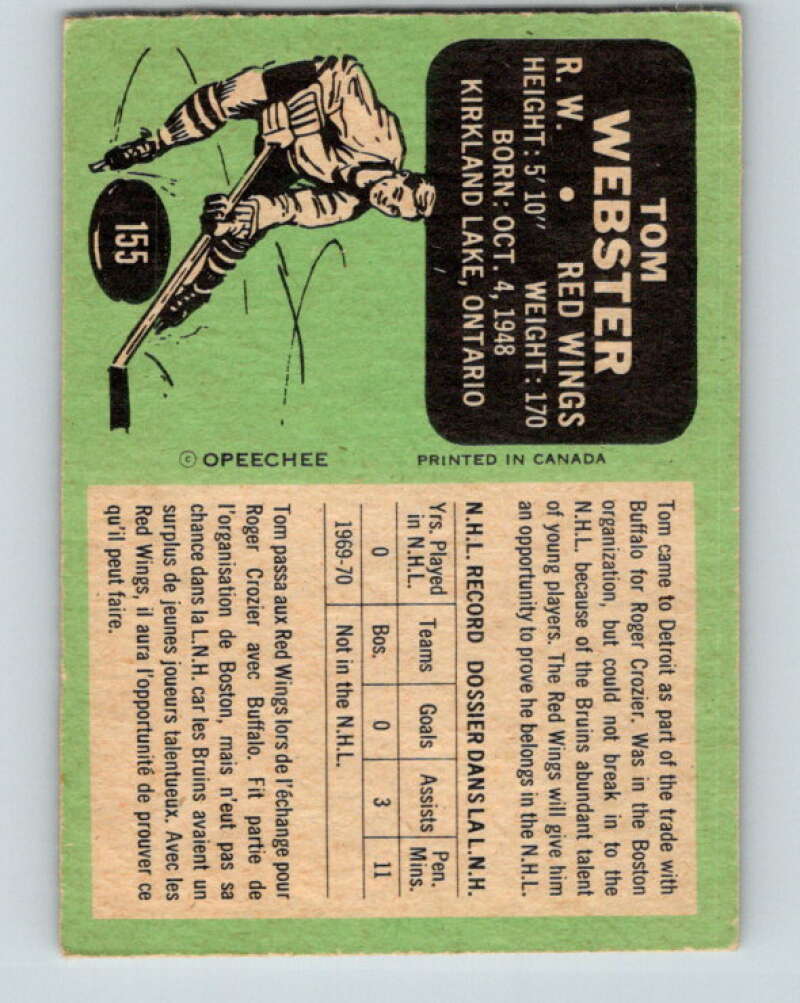 TOM
WEBSTER
R. W. • RED WINGS
HEIGHT: 5' 10" WEIGHT: 170
BORN: OCT. 4, 1948
KIRKLAND LAKE, ONTARIO
155
© OPEECHEE
PRINTED IN CANADA
Tom came to Detroit as part of the trade with
Buffalo for Roger Crozier. Was in the Boston
organization, but could not break in to the
N.H.L. because of the Bruins abundant talent
of young players. The Red Wings will give him
an opportunity to prove he belongs in the N.H.L.
N.H.L. RECORD DOSSIER DANS LA L.N.H.
Yrs. Played in N.H.L. Teams Goals Assists Pen. Mins.
0 Bos. 0 3 11
1969-70 Not in the N.H.L.
Tom passa aux Red Wings lors de l'échange pour
Roger Crozier avec Buffalo. Fit partie de
l'organisation de Boston, mais n'eut pas sa
chance dans la L.N.H. car les Bruins avaient un
surplus de jeunes joueurs talentueux. Avec les
Red Wings, il aura l'opportunité de prouver ce
qu'il peut faire.